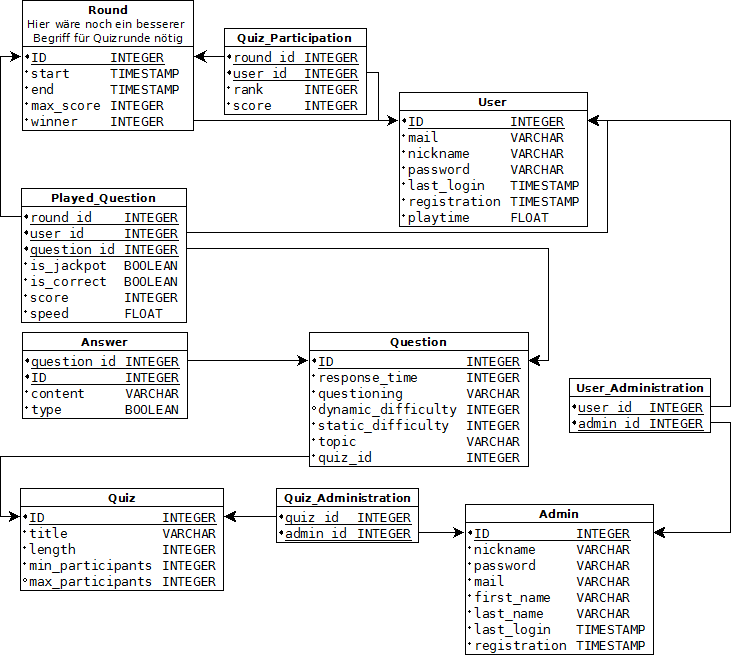 Round
Hier wäre noch ein besserer
Begriff für Quizrunde nötig
ID INTEGER
start TIMESTAMP
end TIMESTAMP
max_score INTEGER
winner INTEGER
Quiz_Participation
round_id INTEGER
user_id INTEGER
rank INTEGER
score INTEGER
User
ID INTEGER
mail VARCHAR
nickname VARCHAR
password VARCHAR
last_login TIMESTAMP
registration TIMESTAMP
playtime FLOAT
Played_Question
round_id INTEGER
user_id INTEGER
question_id INTEGER
is_jackpot BOOLEAN
is_correct BOOLEAN
score INTEGER
speed FLOAT
Answer
question_id INTEGER
ID INTEGER
content VARCHAR
type BOOLEAN
Question
ID INTEGER
response_time INTEGER
questioning VARCHAR
dynamic_difficulty INTEGER
static_difficulty INTEGER
topic VARCHAR
quiz_id INTEGER
User_Administration
user_id INTEGER
admin_id INTEGER
Quiz
ID INTEGER
title VARCHAR
length INTEGER
min_participants INTEGER
max_participants INTEGER
Quiz_Administration
quiz_id INTEGER
admin_id INTEGER
Admin
ID INTEGER
nickname VARCHAR
password VARCHAR
mail VARCHAR
first_name VARCHAR
last_name VARCHAR
last_login TIMESTAMP
registration TIMESTAMP